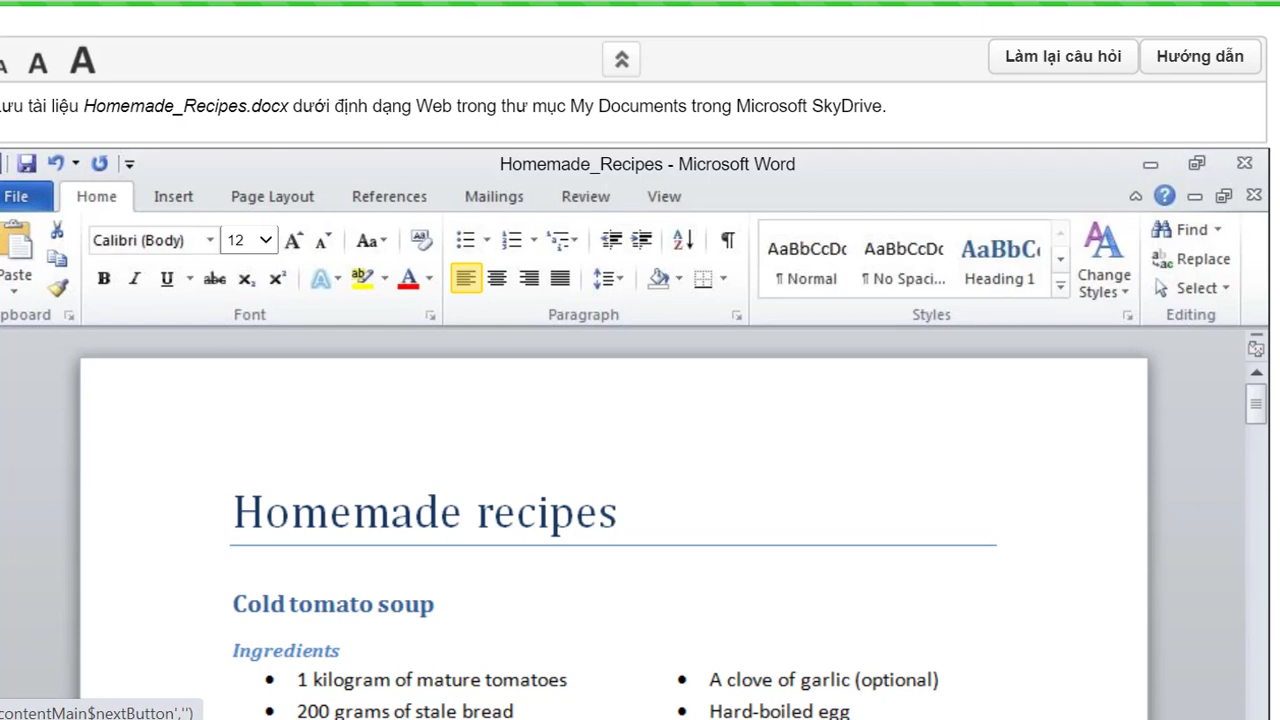 A A A
Làm lại câu hỏi Hướng dẫn
ưu tài liệu Homemade_Recipes.docx dưới định dạng Web trong thư mục My Documents trong Microsoft SkyDrive.
Homemade_Recipes - Microsoft Word
File Home Insert Page Layout References Mailings Review View
Calibri (Body) 12 Aa
AaBbCcDc AaBbCcDc AaBbC
Find
Paste
Replace
B I U abc X₂ X² A ab A
¶ Normal ¶ No Spaci... Heading 1
Change Styles
Select
pboard Font Paragraph Styles Editing
Homemade recipes
Cold tomato soup
Ingredients
• 1 kilogram of mature tomatoes
• A clove of garlic (optional)
• 200 grams of stale bread
• Hard-boiled egg
contentMain$nextButton','')